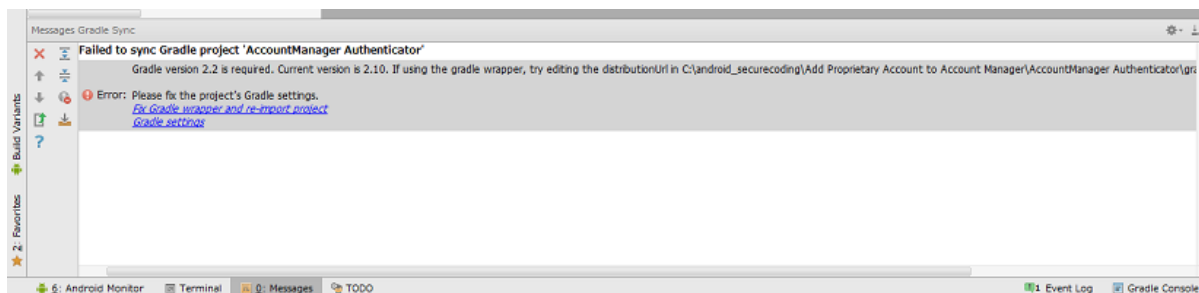 Messages Gradle Sync
Failed to sync Gradle project 'AccountManager Authenticator'
Gradle version 2.2 is required. Current version is 2.10. If using the gradle wrapper, try editing the distributionUrl in C:\android_securecoding\Add Proprietary Account to Account Manager\AccountManager Authenticator\gra
Error: Please fix the project's Gradle settings.
Fix Gradle wrapper and re-import project
Gradle settings
Build Variants
2: Favorites
6: Android Monitor Terminal 0: Messages TODO 1 Event Log Gradle Console